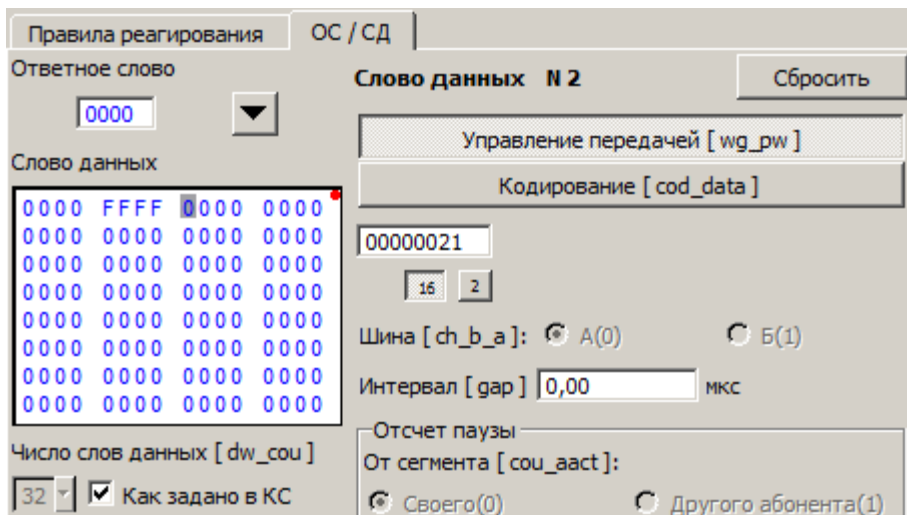 Правила реагирования
ОС / СД
Ответное слово
0000
Слово данных
0000 FFFF 0000 0000
0000 0000 0000 0000
0000 0000 0000 0000
0000 0000 0000 0000
0000 0000 0000 0000
0000 0000 0000 0000
0000 0000 0000 0000
0000 0000 0000 0000
Число слов данных [ dw_cou ]
32 Как задано в КС
Слово данных N 2
Сбросить
Управление передачей [ wg_pw ]
Кодирование [ cod_data ]
00000021
16 2
Шина [ ch_b_a ]: А(0) Б(1)
Интервал [ gap ] 0,00 мкс
Отсчет паузы
От сегмента [ cou_aact ]:
Своего(0) Другого абонента(1)